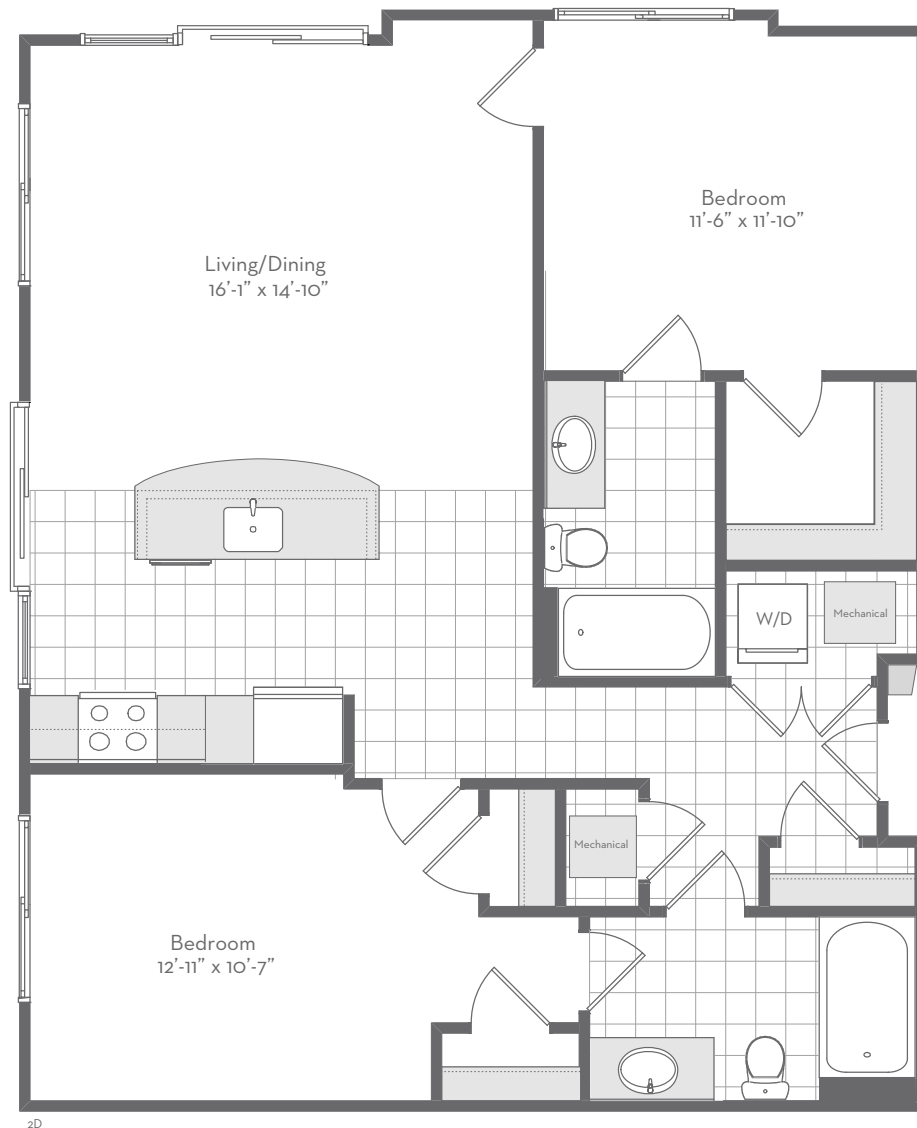 Bedroom
11’-6” x 11’-10”
Living/Dining
16’-1” x 14’-10”
W/D
Mechanical
Mechanical
Bedroom
12’-11” x 10’-7”
2D